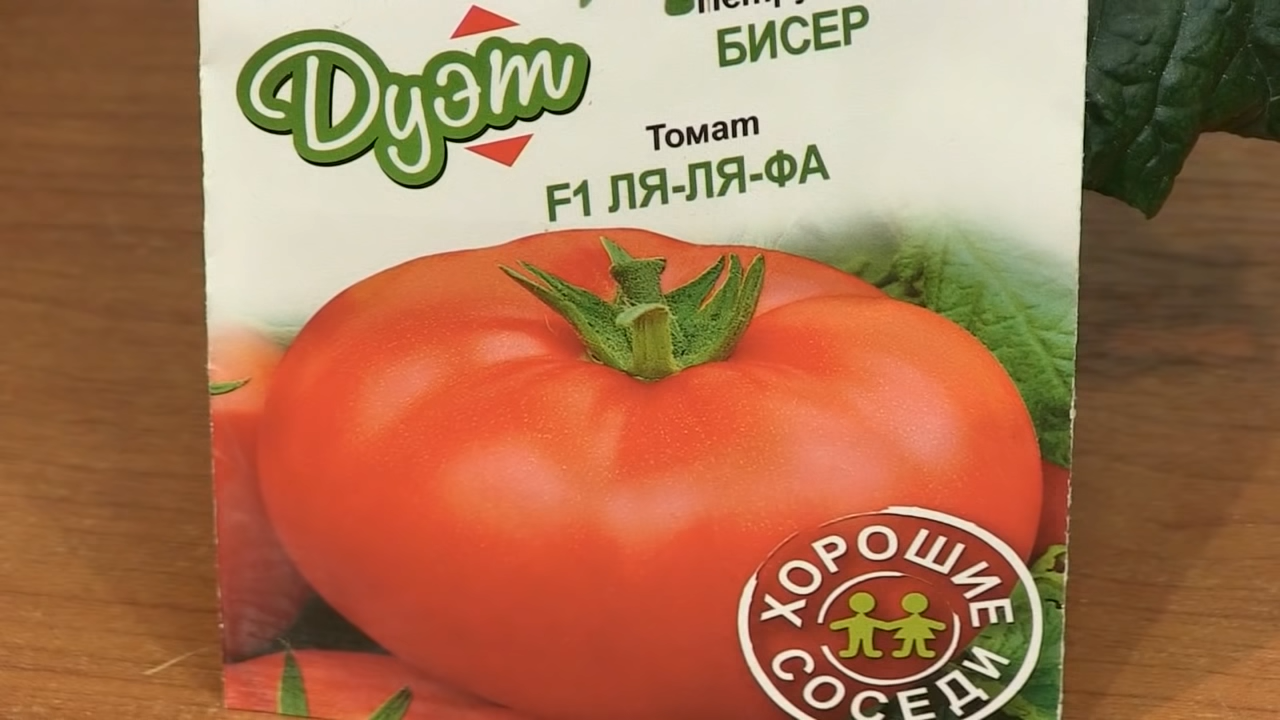 БИСЕР
Дуэт
Томат
F1 ЛЯ-ЛЯ-ФА
ХОРОШИЕ
СОСЕДИ